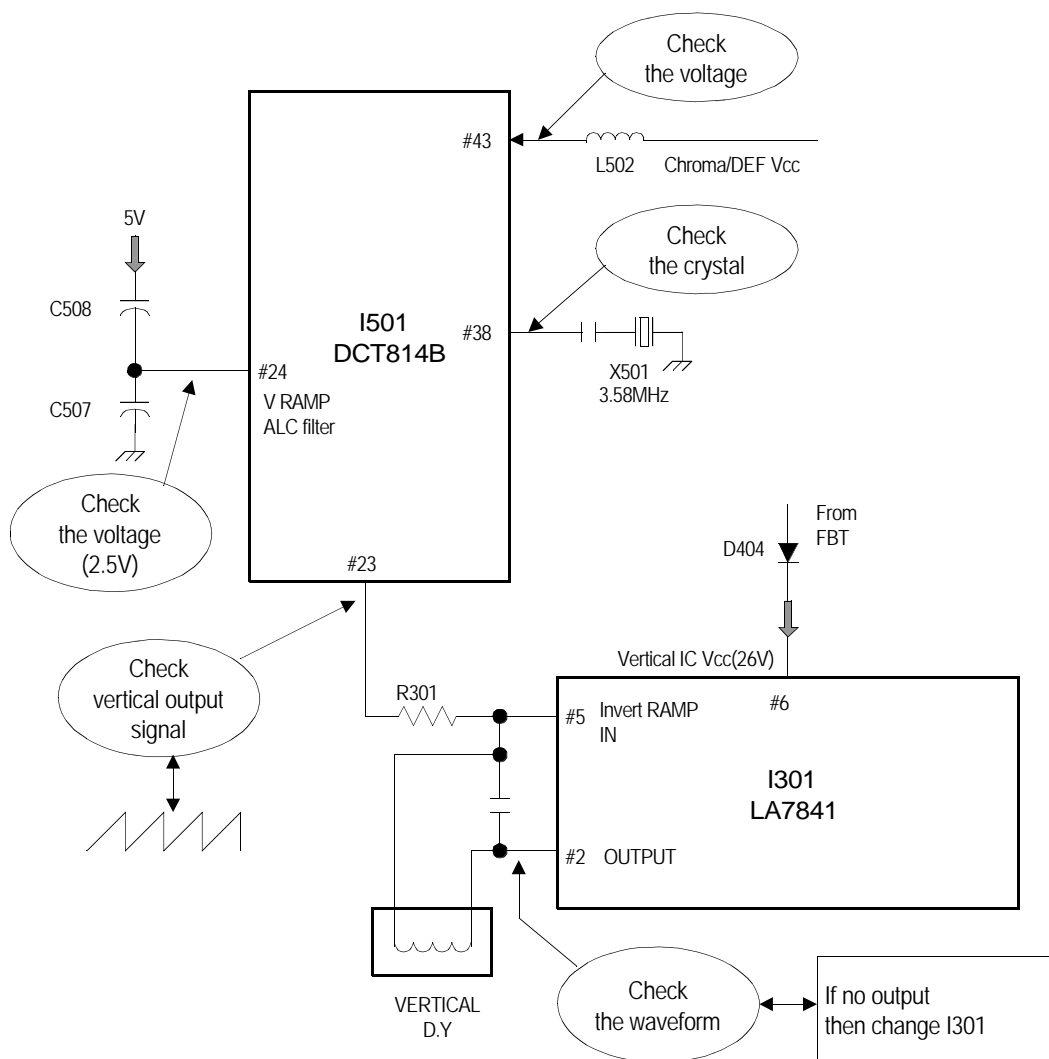 Check
the voltage
#43
L502
Chroma/DEF Vcc
5V
Check
the crystal
C508
I501
DCT814B
#38
#24
X501
3.58MHz
C507
V RAMP
ALC filter
Check
the voltage
(2.5V)
From
FBT
D404
#23
Check
vertical output
signal
Vertical IC Vcc(26V)
R301
#6
#5
Invert RAMP
IN
I301
LA7841
#2
OUTPUT
VERTICAL
D.Y
Check
the waveform
If no output
then change I301